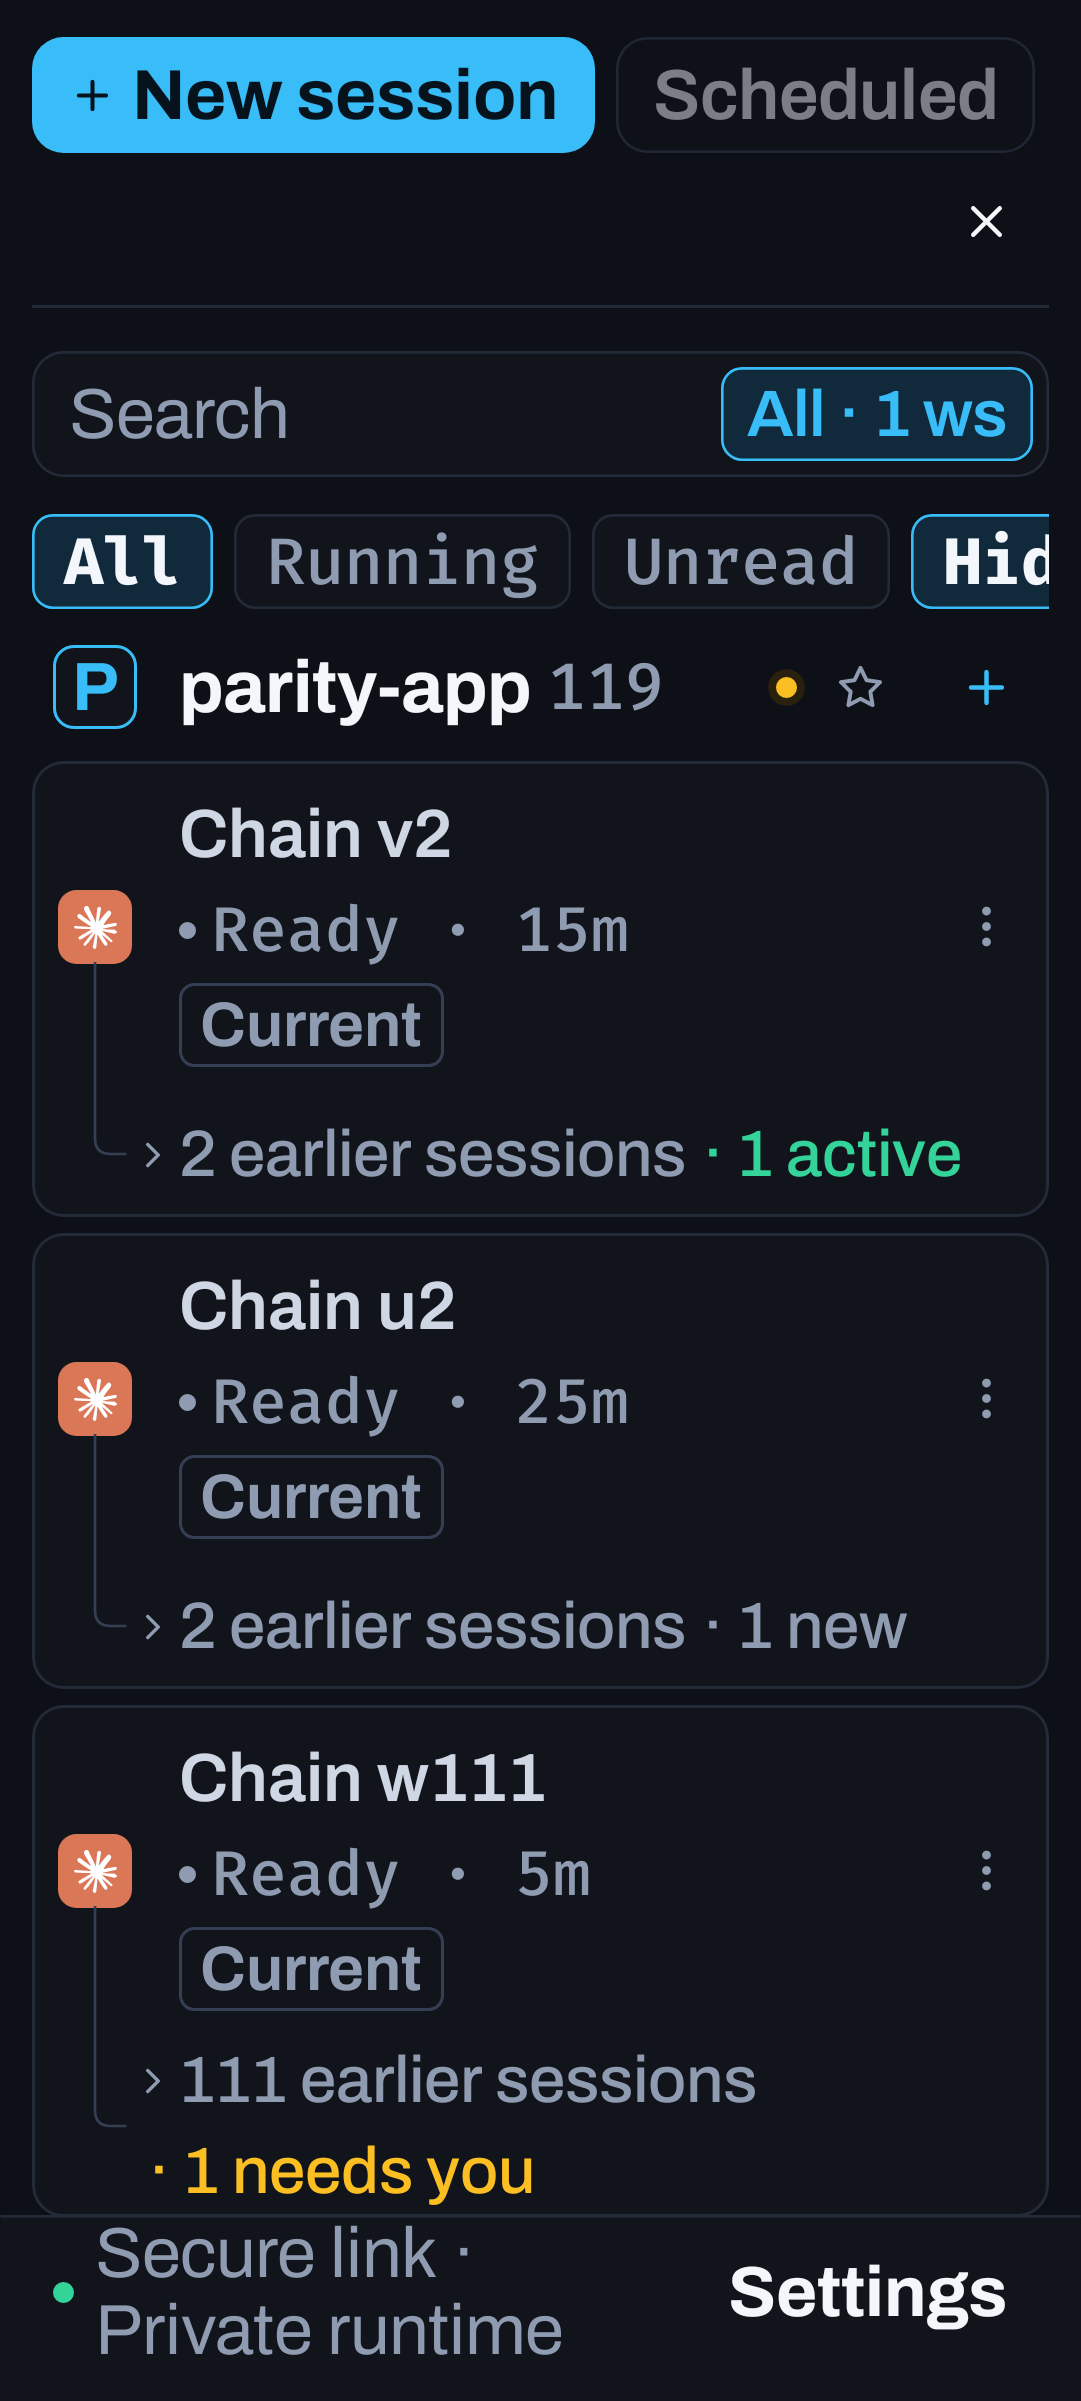 + New session
Scheduled
Search
All · 1 ws
All
Running
Unread
Hid
P
parity-app 119
Chain v2
Ready · 15m
Current
2 earlier sessions · 1 active
Chain u2
Ready · 25m
Current
2 earlier sessions · 1 new
Chain w111
Ready · 5m
Current
111 earlier sessions
· 1 needs you
Secure link ·
Private runtime
Settings